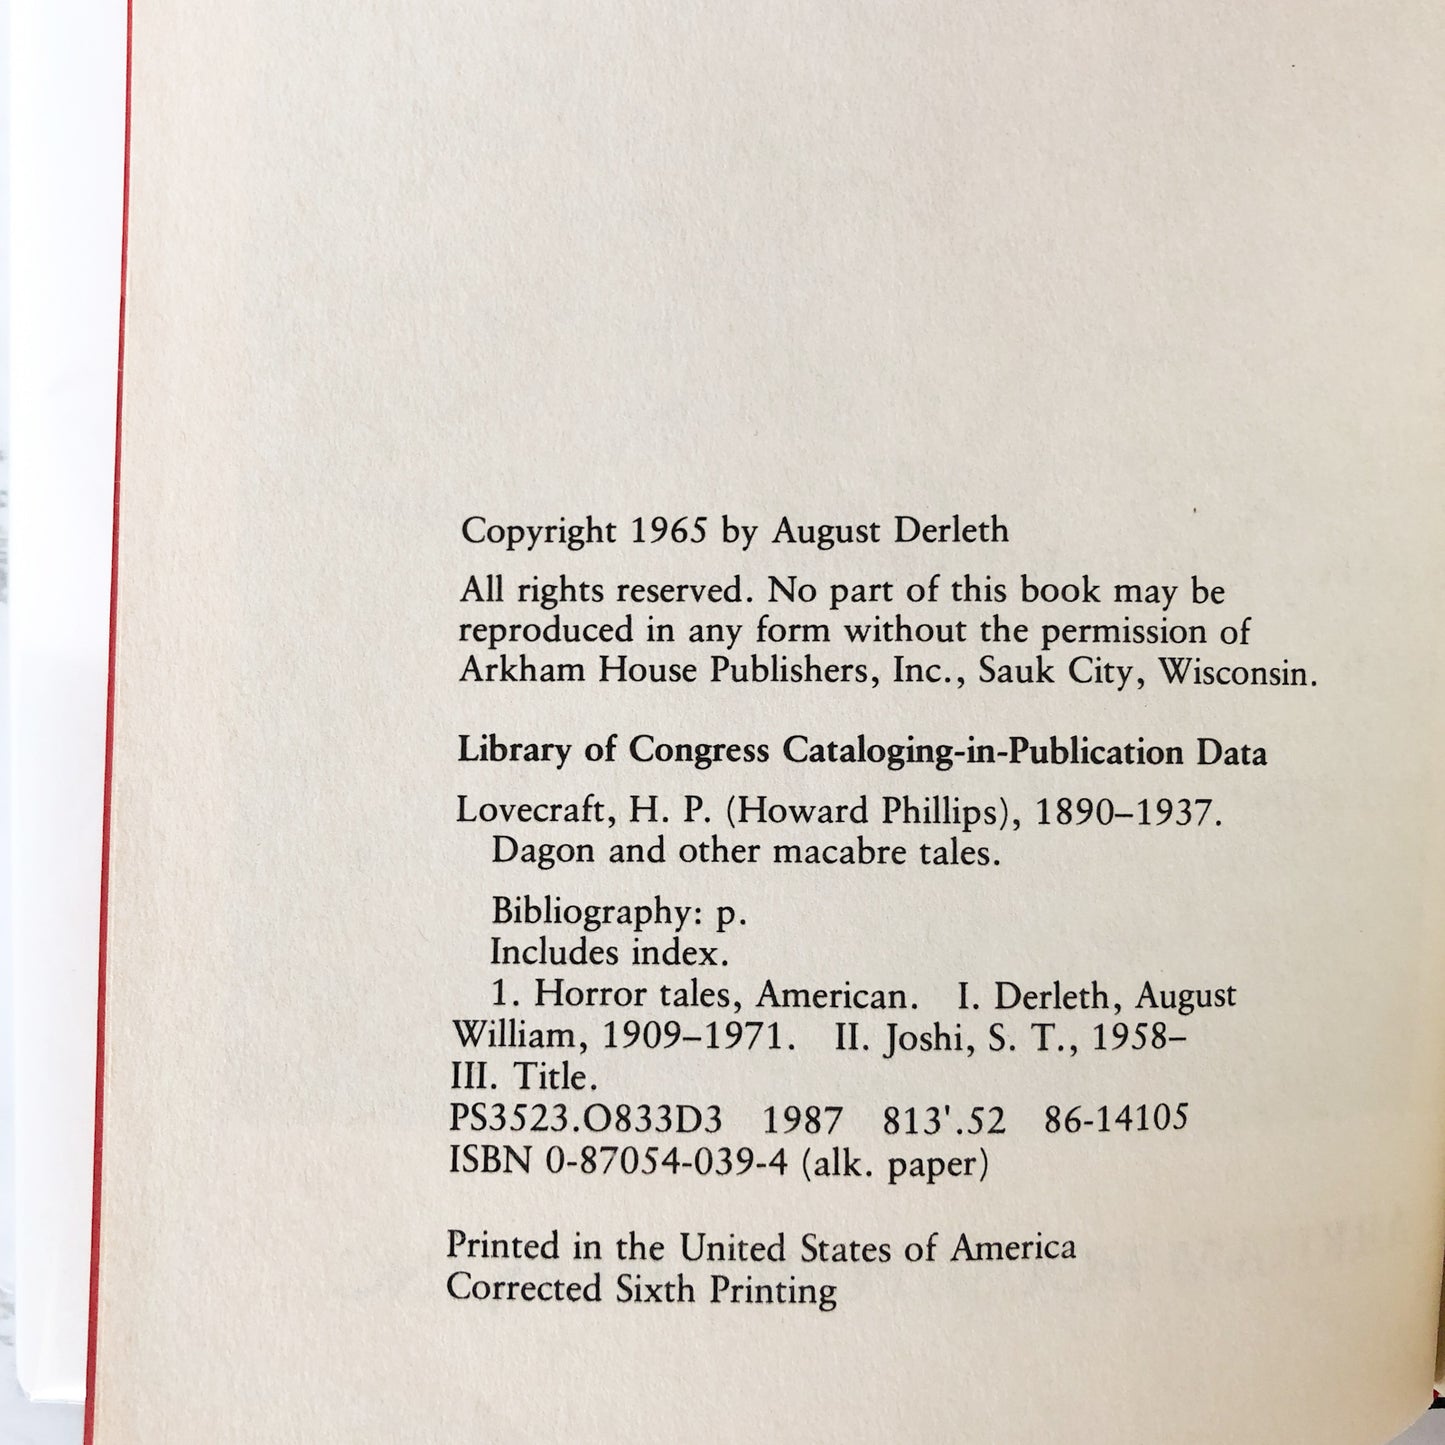 Copyright 1965 by August Derleth
All rights reserved. No part of this book may be
reproduced in any form without the permission of
Arkham House Publishers, Inc., Sauk City, Wisconsin.
Library of Congress Cataloging-in-Publication Data
Lovecraft, H. P. (Howard Phillips), 1890–1937.
Dagon and other macabre tales.
Bibliography: p.
Includes index.
1. Horror tales, American. I. Derleth, August
William, 1909–1971. II. Joshi, S. T., 1958–
III. Title.
PS3523.O833D3 1987 813'.52 86-14105
ISBN 0-87054-039-4 (alk. paper)
Printed in the United States of America
Corrected Sixth Printing